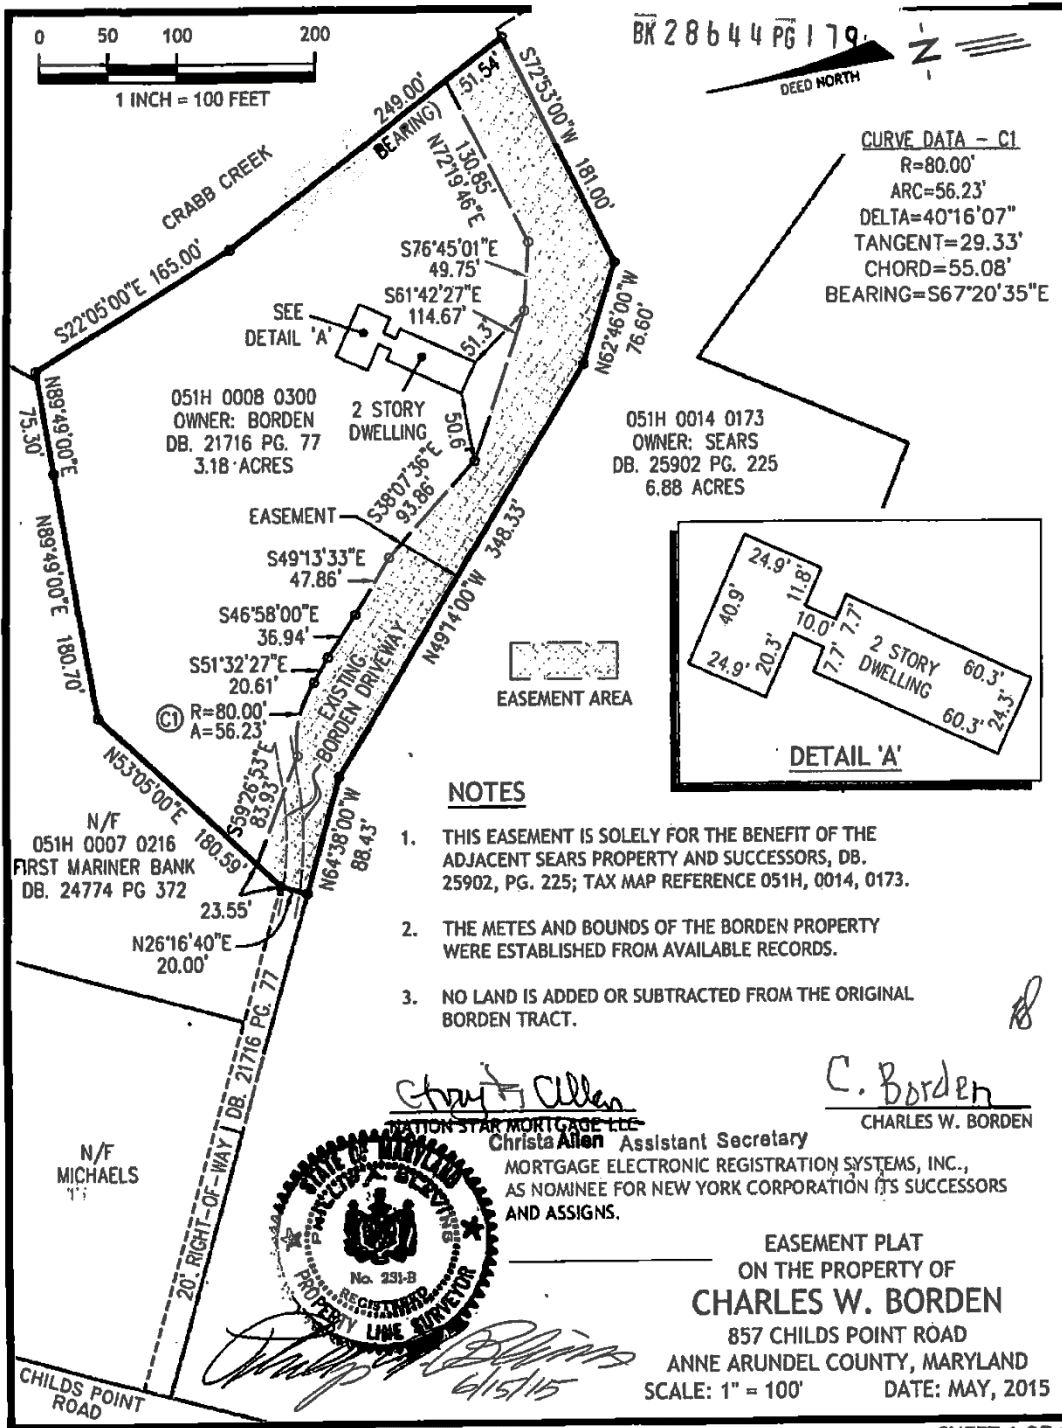 BK 28644 PG 179
0 50 100 200
1 INCH = 100 FEET
DEED NORTH
N
CURVE DATA - C1
R=80.00'
ARC=56.23'
DELTA=40°16'07"
TANGENT=29.33'
CHORD=55.08'
BEARING=S67°20'35"E
CRABB CREEK
249.00'
BEARING)
51.54'
S72°53'00"W 181.00'
130.85'
N72°19'46"E
S22°05'00"E 165.00'
S76°45'01"E
49.75'
S61°42'27"E
114.67'
N62°46'00"W
76.60'
SEE
DETAIL 'A'
51.3'
N89°49'00"E
75.30'
051H 0008 0300
OWNER: BORDEN
DB. 21716 PG. 77
3.18 ACRES
2 STORY
DWELLING
50.6'
051H 0014 0173
OWNER: SEARS
DB. 25902 PG. 225
6.88 ACRES
S38°07'36"E
93.86'
EASEMENT
N89°49'00"E 180.70'
S49°13'33"E
47.86'
N49°14'00"W 348.33'
S46°58'00"E
36.94'
S51°32'27"E
20.61'
C1 R=80.00'
A=56.23'
EXISTING
BORDEN DRIVEWAY
EASEMENT AREA
24.9'
11.8'
40.9'
10.0'
7.7'
24.9'
20.3'
7.7'
2 STORY
DWELLING
60.3'
60.3'
24.3'
DETAIL 'A'
N53°05'00"E 180.59'
S59°26'53"E
83.93'
N64°38'00"W
88.43'
N/F
051H 0007 0216
FIRST MARINER BANK
DB. 24774 PG 372
23.55'
N26°16'40"E
20.00'
NOTES
1. THIS EASEMENT IS SOLELY FOR THE BENEFIT OF THE
ADJACENT SEARS PROPERTY AND SUCCESSORS, DB.
25902, PG. 225; TAX MAP REFERENCE 051H, 0014, 0173.
2. THE METES AND BOUNDS OF THE BORDEN PROPERTY
WERE ESTABLISHED FROM AVAILABLE RECORDS.
3. NO LAND IS ADDED OR SUBTRACTED FROM THE ORIGINAL
BORDEN TRACT.
20' RIGHT-OF-WAY DB. 21716 PG. 77
N/F
MICHAELS
CHILDS POINT
ROAD
Allen
NATION STAR MORTGAGE LLC
Christa Allen Assistant Secretary
MORTGAGE ELECTRONIC REGISTRATION SYSTEMS, INC.,
AS NOMINEE FOR NEW YORK CORPORATION ITS SUCCESSORS
AND ASSIGNS.
C. Borden
CHARLES W. BORDEN
STATE OF MARYLAND
No. 231-B
REGISTERED
PROPERTY LINE SURVEYOR
6/15/15
EASEMENT PLAT
ON THE PROPERTY OF
CHARLES W. BORDEN
857 CHILDS POINT ROAD
ANNE ARUNDEL COUNTY, MARYLAND
SCALE: 1" = 100' DATE: MAY, 2015